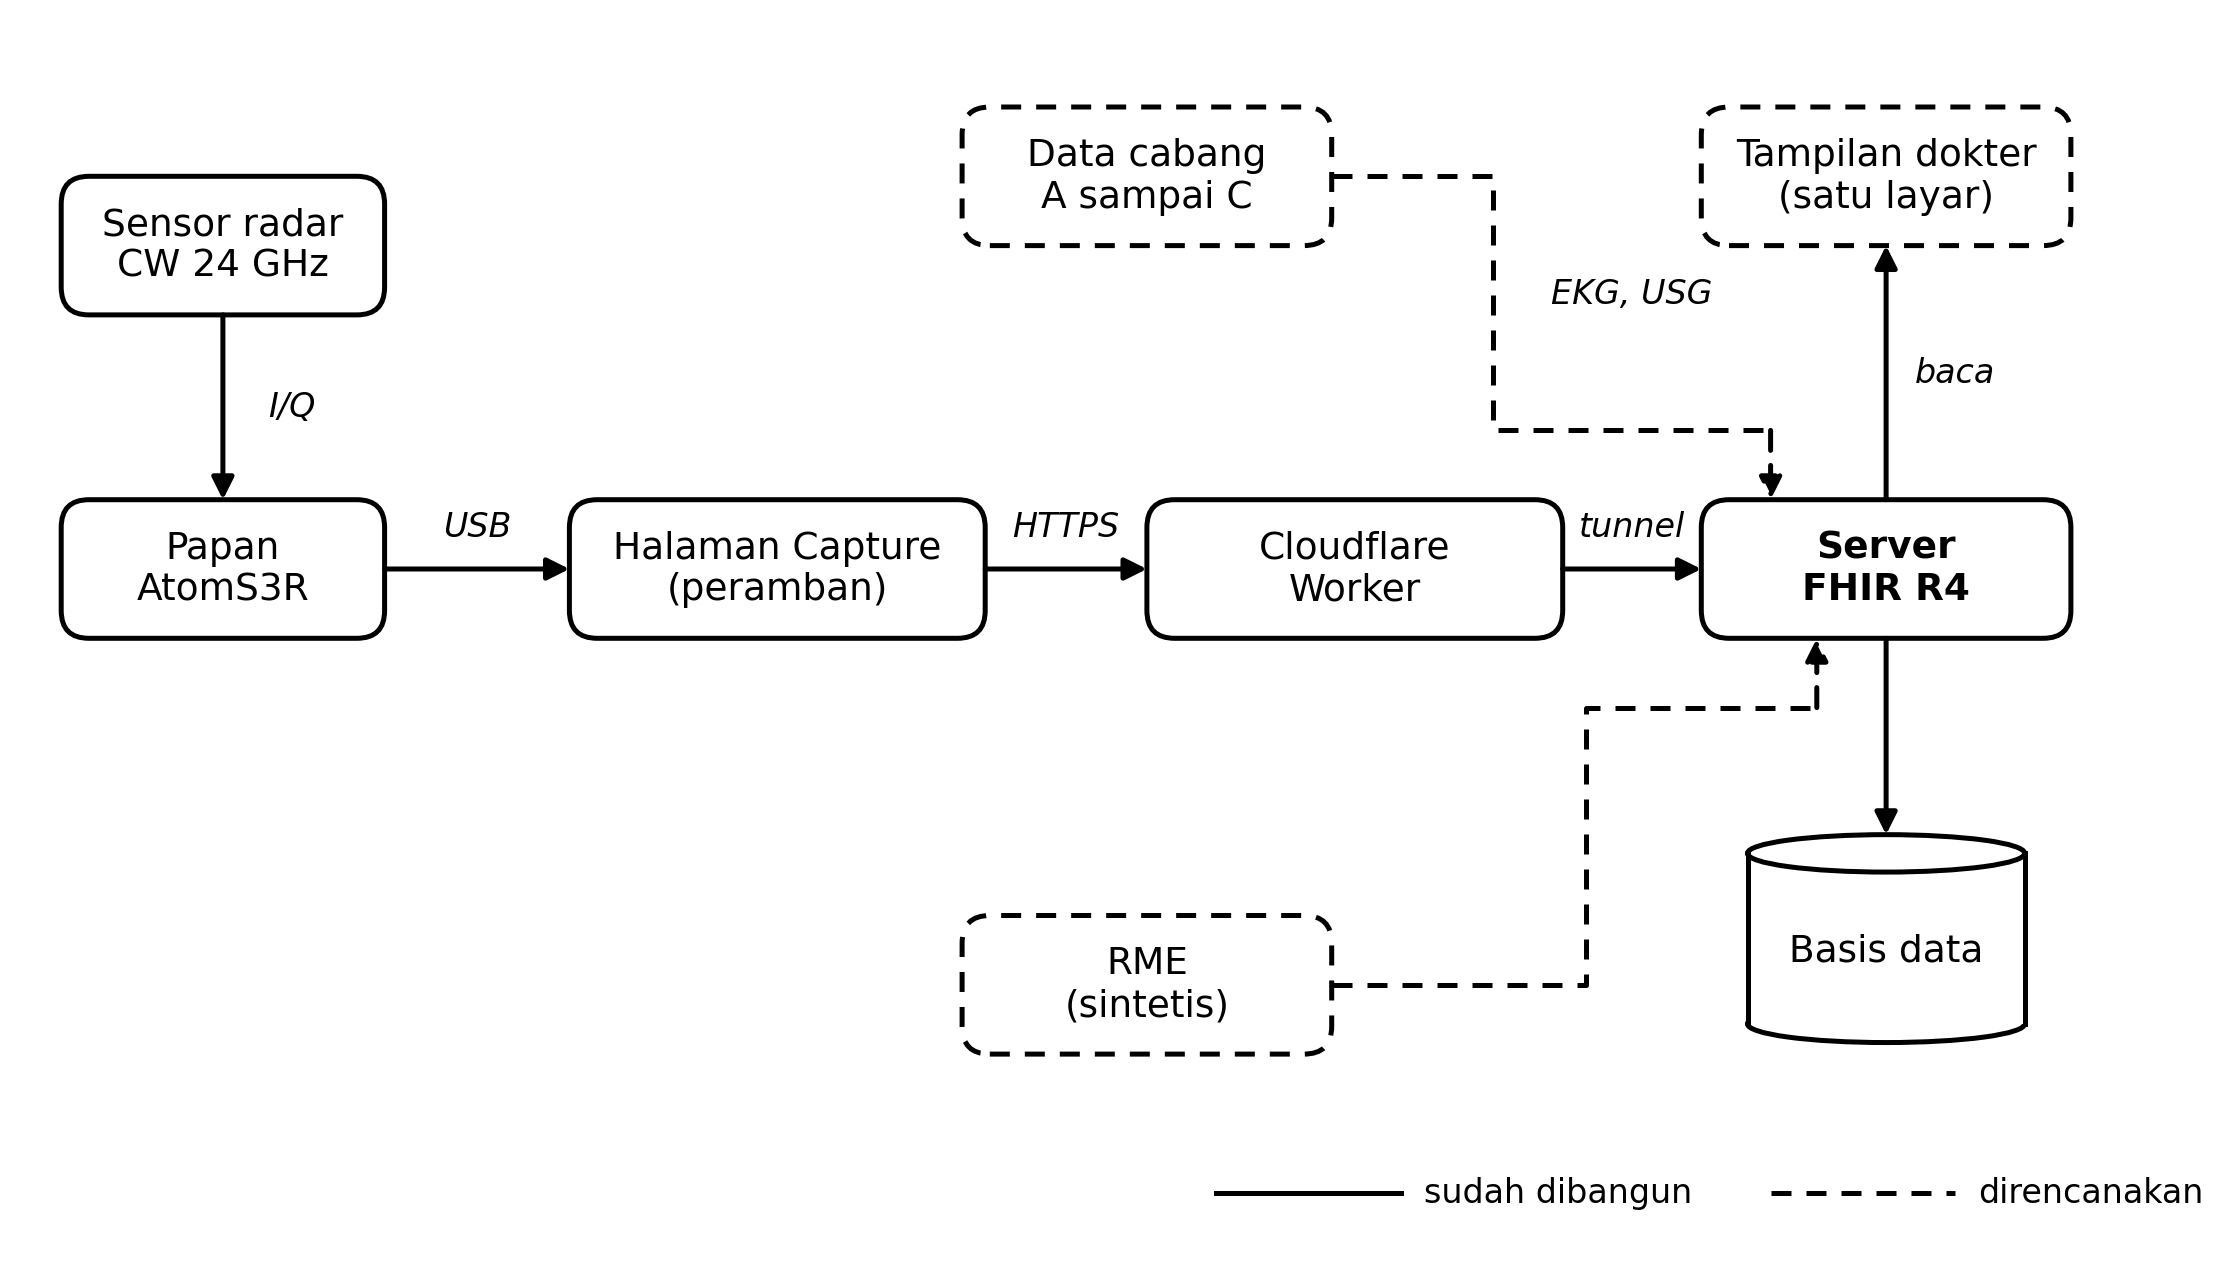 Data cabang
A sampai C
Tampilan dokter
(satu layar)
Sensor radar
CW 24 GHz
EKG, USG
baca
I/Q
Papan
AtomS3R
USB
Halaman Capture
(peramban)
HTTPS
Cloudflare
Worker
tunnel
Server
FHIR R4
RME
(sintetis)
Basis data
sudah dibangun
direncanakan